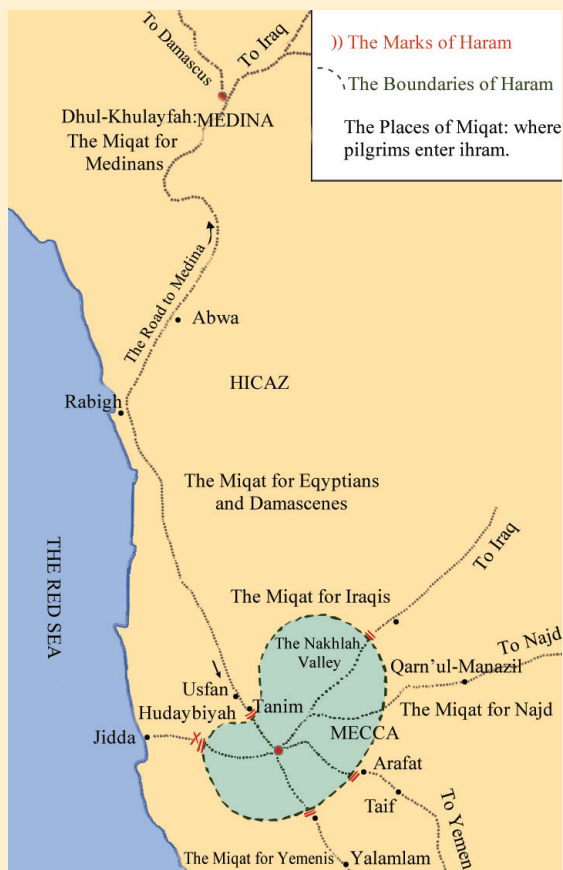 To Damascus
To Iraq
)) The Marks of Haram
The Boundaries of Haram
The Places of Miqat: where
pilgrims enter ihram.
Dhul-Khulayfah:
MEDINA
The Miqat for
Medinans
The Road to Medina
Abwa
HICAZ
Rabigh
The Miqat for Eqyptians
and Damascenes
THE RED SEA
To Iraq
The Miqat for Iraqis
The Nakhlah
Valley
To Najd
Qarn'ul-Manazil
Usfan
Tanim
The Miqat for Najd
Hudaybiyah
Jidda
MECCA
Arafat
Taif
To Yemen
The Miqat for Yemenis
Yalamlam